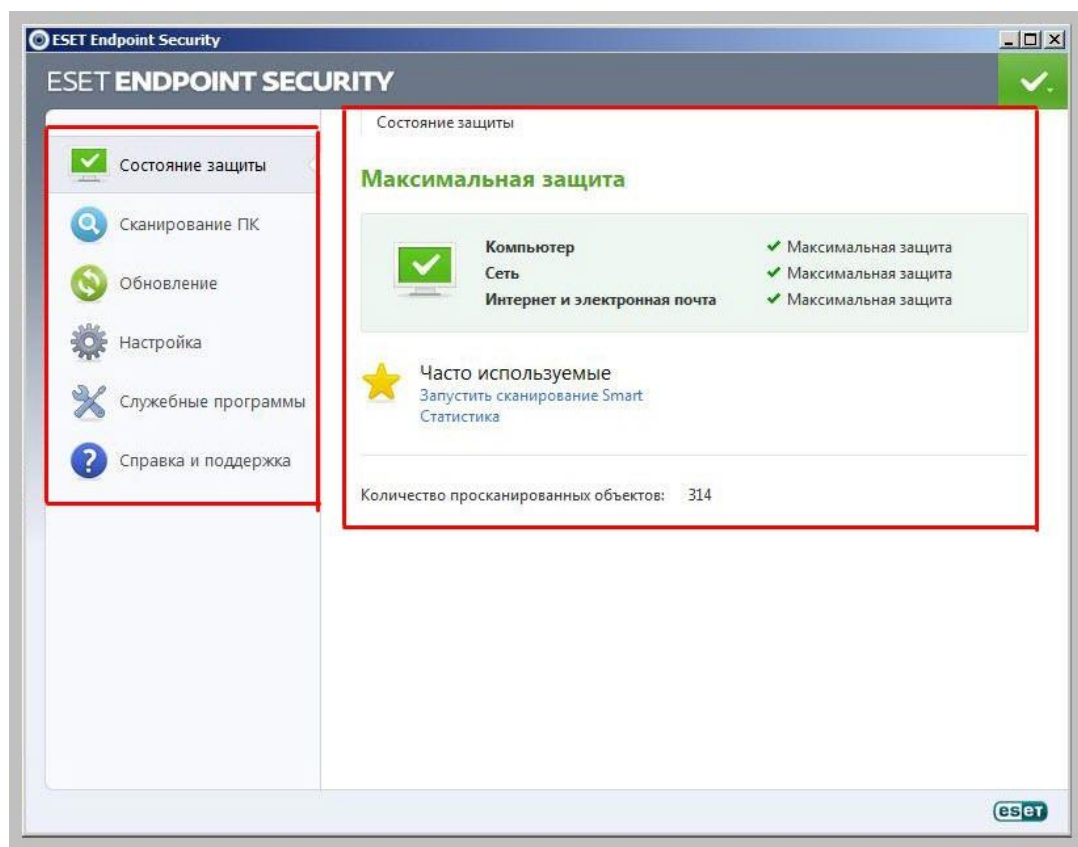 ESET Endpoint Security
ESET ENDPOINT SECURITY
Состояние защиты
Сканирование ПК
Обновление
Настройка
Служебные программы
Справка и поддержка
Состояние защиты
Максимальная защита
Компьютер ✔ Максимальная защита
Сеть ✔ Максимальная защита
Интернет и электронная почта ✔ Максимальная защита
Часто используемые
Запустить сканирование Smart
Статистика
Количество просканированных объектов: 314
eseT